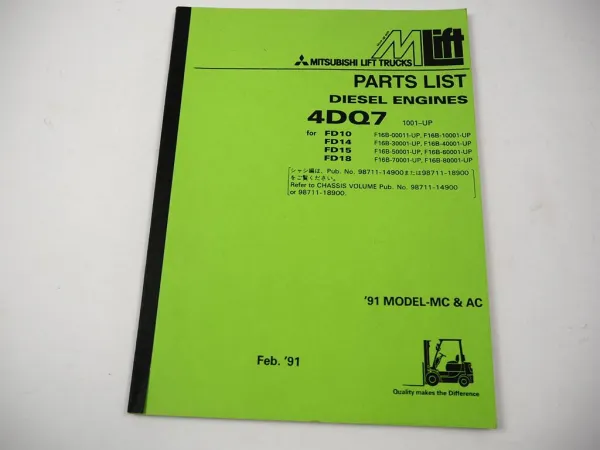 MLift
MITSUBISHI LIFT TRUCKS
PARTS LIST
DIESEL ENGINES
4DQ7 1001-UP
for FD10 F16B-00011-UP, F16B-10001-UP
FD14 F16B-30001-UP, F16B-40001-UP
FD15 F16B-50001-UP, F16B-60001-UP
FD18 F16B-70001-UP, F16B-80001-UP
シャシ編は、Pub. No. 98711-14900または98711-18900
をご覧ください。
Refer to CHASSIS VOLUME Pub. No. 98711-14900
or 98711-18900.
'91 MODEL-MC & AC
Feb. '91
Quality makes the Difference